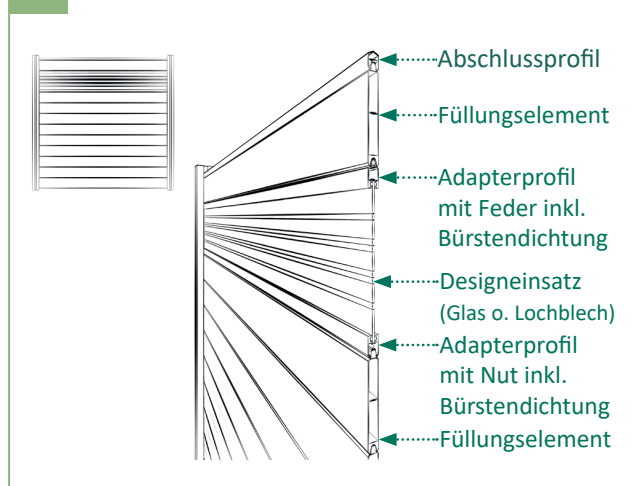 Abschlussprofil
Füllungselement
Adapterprofil
mit Feder inkl.
Bürstendichtung
Designeinsatz
(Glas o. Lochblech)
Adapterprofil
mit Nut inkl.
Bürstendichtung
Füllungselement